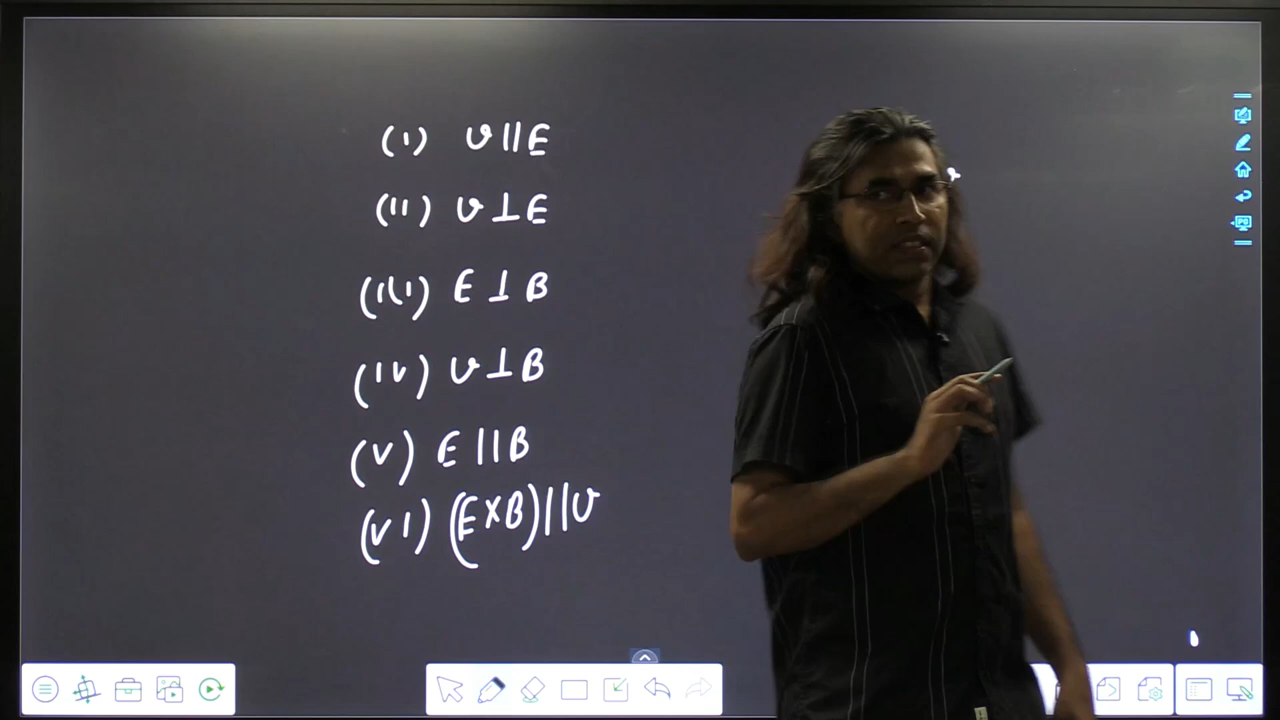 (i) v || E
(ii) v ⊥ E
(iii) E ⊥ B
(iv) v ⊥ B
(v) E || B
(vi) (E × B) || v